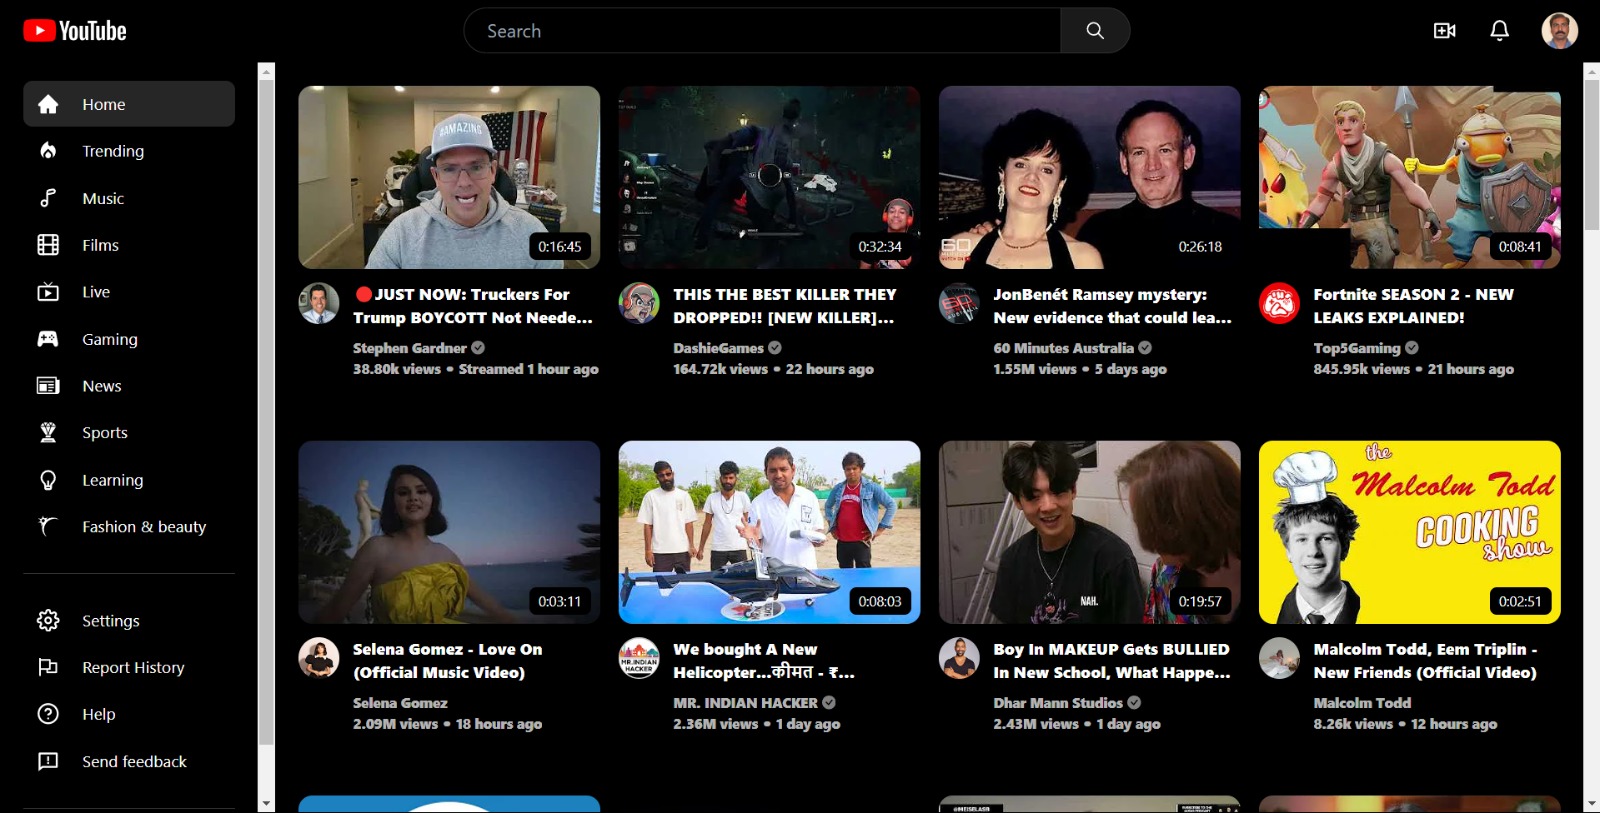 YouTube
Search
Home
Trending
Music
Films
Live
Gaming
News
Sports
Learning
Fashion & beauty
Settings
Report History
Help
Send feedback
#AMAZING
0:16:45
🔴JUST NOW: Truckers For
Trump BOYCOTT Not Neede...
Stephen Gardner
38.80k views • Streamed 1 hour ago
0:32:34
THIS THE BEST KILLER THEY
DROPPED!! [NEW KILLER]...
DashieGames
164.72k views • 22 hours ago
60
0:26:18
JonBenét Ramsey mystery:
New evidence that could lea...
60 Minutes Australia
1.55M views • 5 days ago
0:08:41
Fortnite SEASON 2 - NEW
LEAKS EXPLAINED!
Top5Gaming
845.95k views • 21 hours ago
0:03:11
Selena Gomez - Love On
(Official Music Video)
Selena Gomez
2.09M views • 18 hours ago
0:08:03
MR.INDIAN
HACKER
We bought A New
Helicopter...कीमत - ₹...
MR. INDIAN HACKER
2.36M views • 1 day ago
NAH.
0:19:57
Boy In MAKEUP Gets BULLIED
In New School, What Happe...
Dhar Mann Studios
2.43M views • 1 day ago
the
Malcolm Todd
COOKING
show
0:02:51
Malcolm Todd, Eem Triplin -
New Friends (Official Video)
Malcolm Todd
8.26k views • 12 hours ago